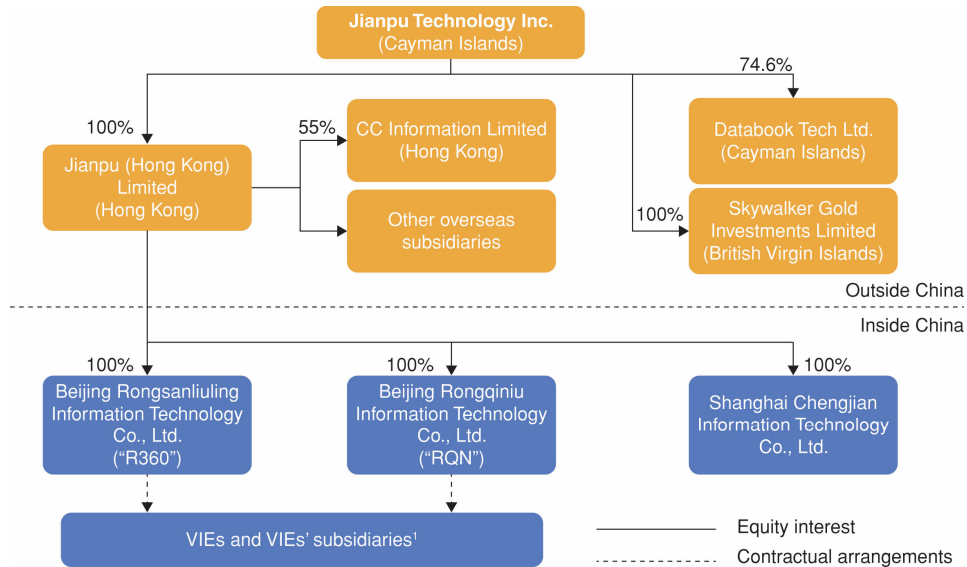 Jianpu Technology Inc.
(Cayman Islands)
74.6%
100%
55%
CC Information Limited
(Hong Kong)
Databook Tech Ltd.
(Cayman Islands)
Jianpu (Hong Kong)
Limited
(Hong Kong)
Other overseas
subsidiaries
100%
Skywalker Gold
Investments Limited
(British Virgin Islands)
Outside China
Inside China
100%
100%
100%
Beijing Rongsanliuling
Information Technology
Co., Ltd.
(“R360”)
Beijing Rongqiniu
Information Technology
Co., Ltd.
(“RQN”)
Shanghai Chengjian
Information Technology
Co., Ltd.
VIEs and VIEs’ subsidiaries¹
Equity interest
Contractual arrangements